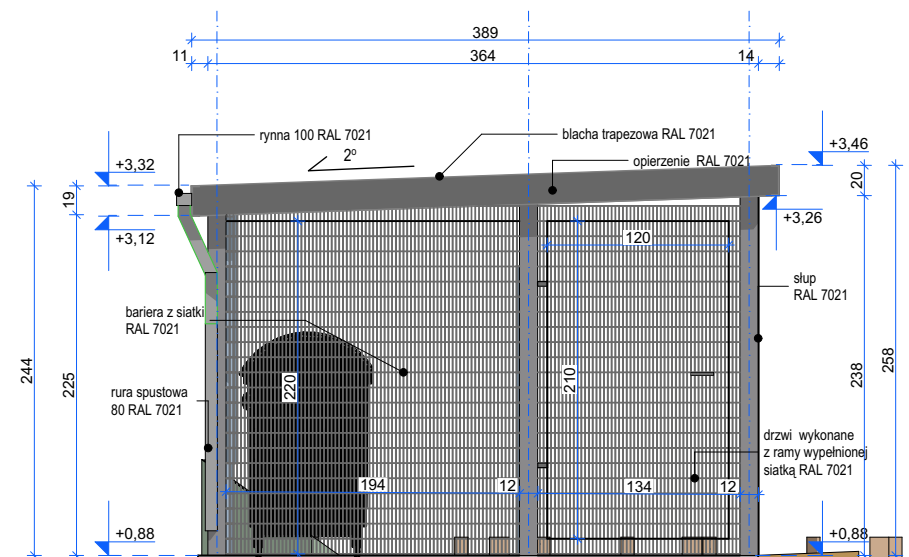 389
11
364
14
rynna 100 RAL 7021
blacha trapezowa RAL 7021
2º
opierzenie RAL 7021
+3,32
+3,46
19
20
+3,12
+3,26
120
słup
RAL 7021
bariera z siatki
RAL 7021
244
225
220
210
238
258
rura spustowa
80 RAL 7021
drzwi wykonane
z ramy wypełnionej
siatką RAL 7021
194
12
134
12
+0,88
+0,88